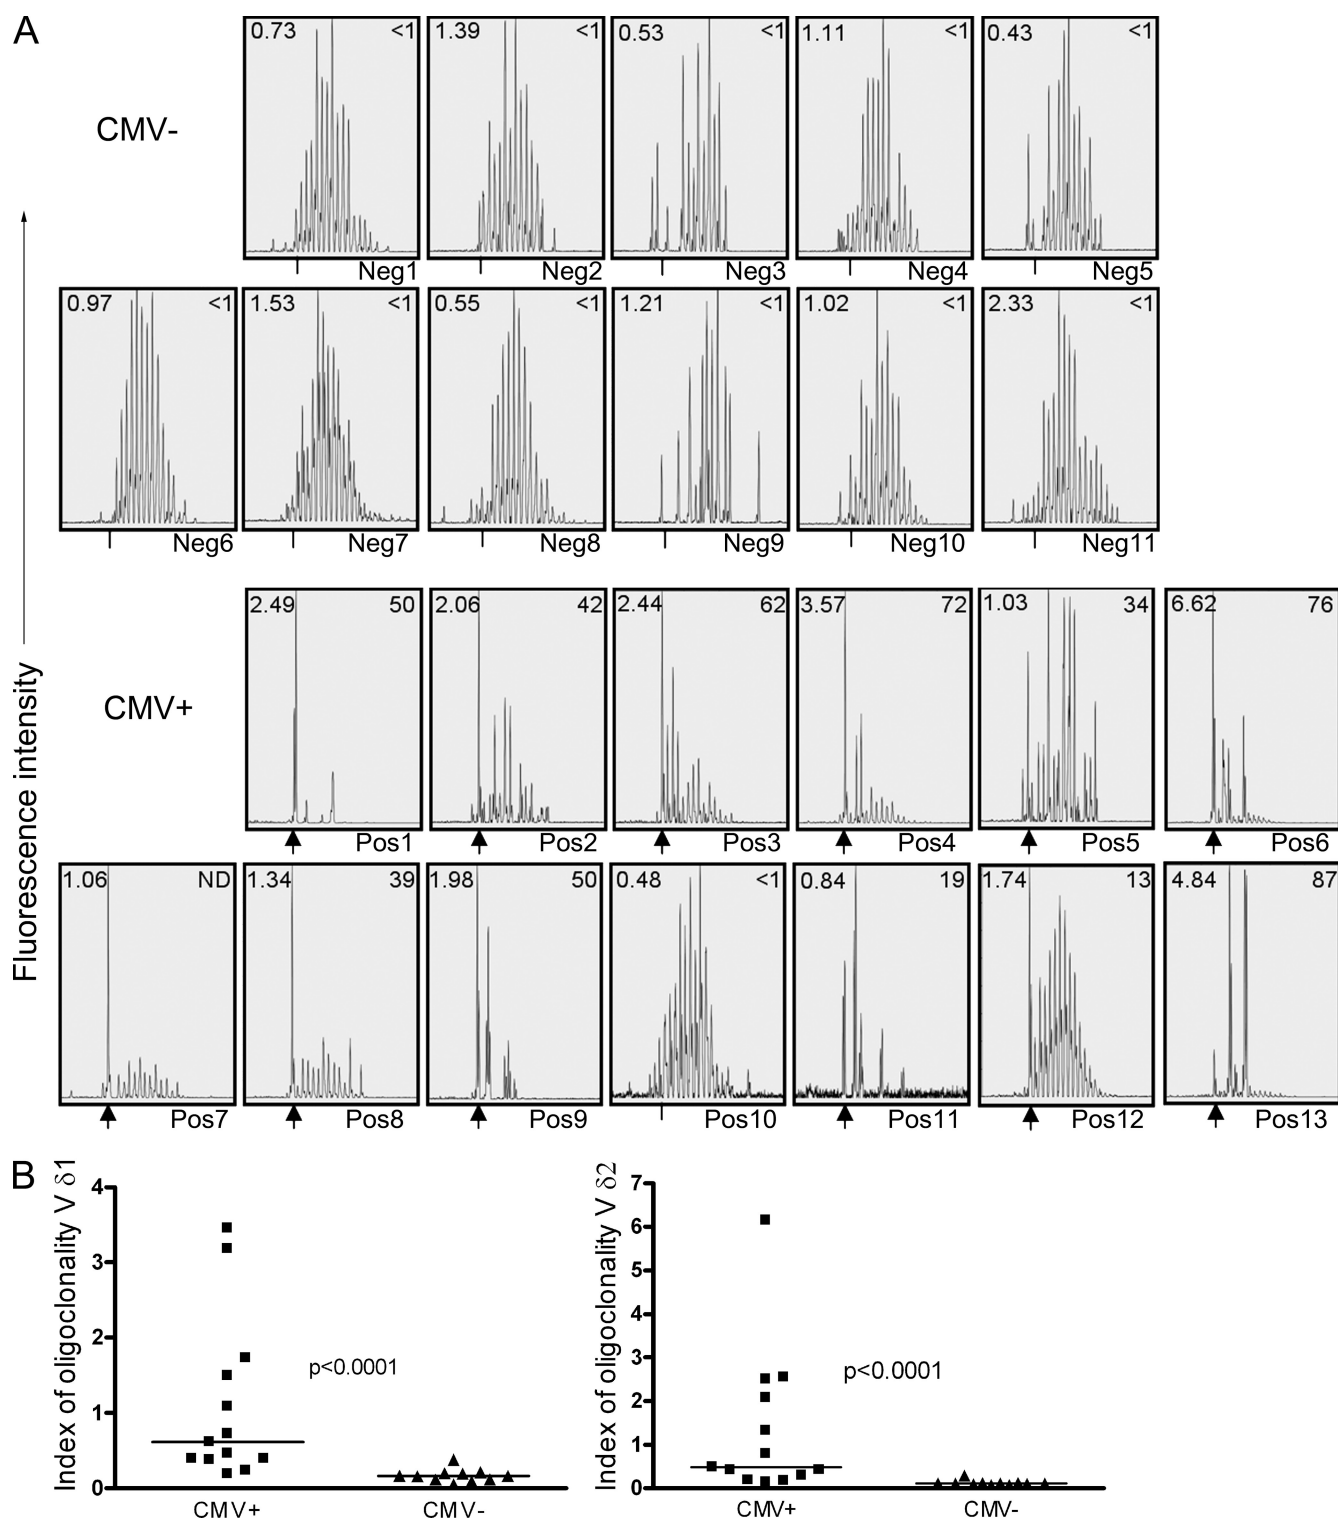 A
0.73 <1 1.39 <1 0.53 <1 1.11 <1 0.43 <1
CMV-
Neg1 Neg2 Neg3 Neg4 Neg5
0.97 <1 1.53 <1 0.55 <1 1.21 <1 1.02 <1 2.33 <1
Neg6 Neg7 Neg8 Neg9 Neg10 Neg11
Fluorescence intensity
2.49 50 2.06 42 2.44 62 3.57 72 1.03 34 6.62 76
CMV+
Pos1 Pos2 Pos3 Pos4 Pos5 Pos6
1.06 ND 1.34 39 1.98 50 0.48 <1 0.84 19 1.74 13 4.84 87
Pos7 Pos8 Pos9 Pos10 Pos11 Pos12 Pos13
B
Index of oligoclonality V δ1
4
3
2
1
0
p<0.0001
CMV+ CMV-
Index of oligoclonality V δ2
7
6
5
4
3
2
1
0
p<0.0001
CMV+ CMV-